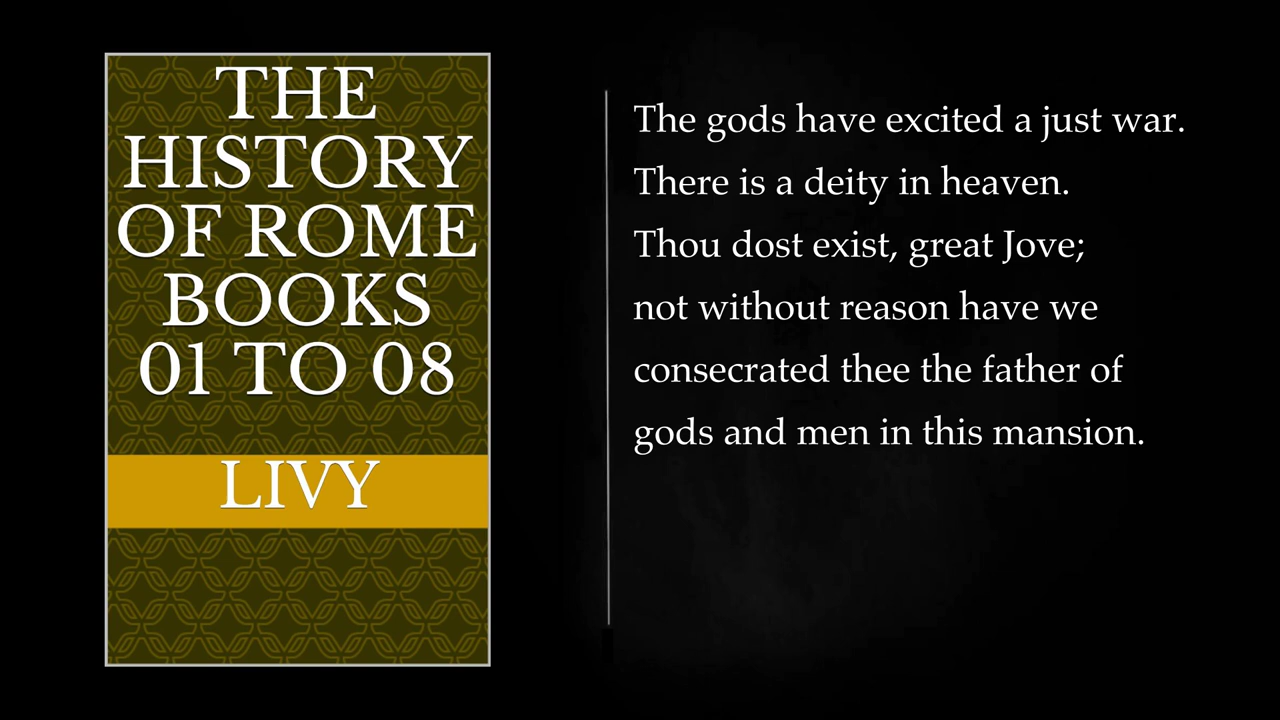 THE
HISTORY
OF ROME
BOOKS
01 TO 08
LIVY
The gods have excited a just war.
There is a deity in heaven.
Thou dost exist, great Jove;
not without reason have we
consecrated thee the father of
gods and men in this mansion.